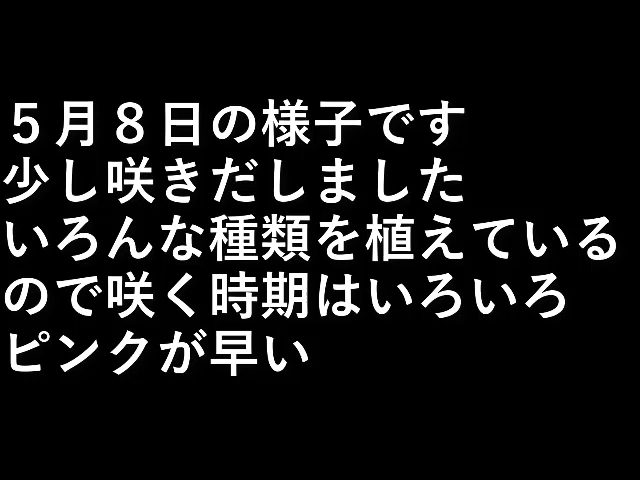 ５月８日の様子です
少し咲きだしました
いろんな種類を植えている
ので咲く時期はいろいろ
ピンクが早い